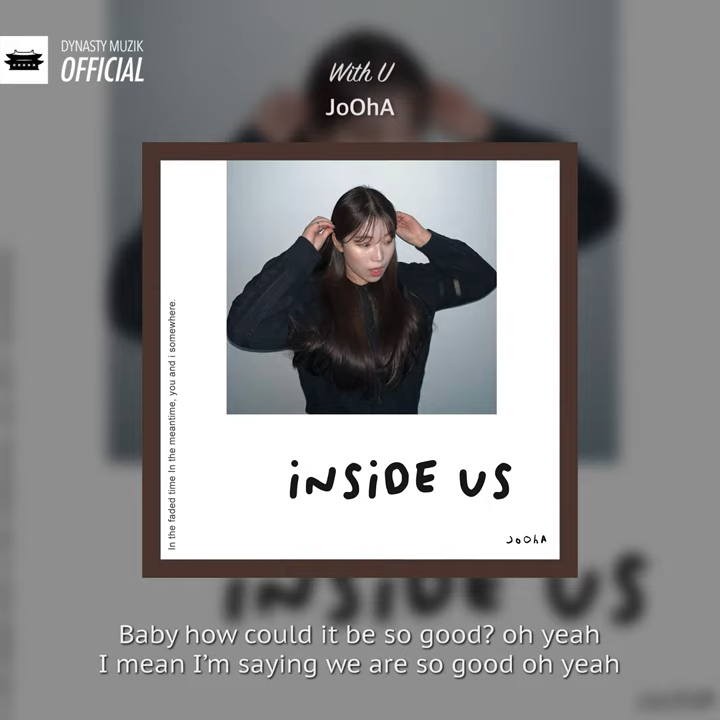 DYNASTY MUZIK
OFFICIAL
With U
JoOhA
In the faded time In the meantime, you and i somewhere.
iNSiDE US
JoOhA
Baby how could it be so good? oh yeah
I mean I'm saying we are so good oh yeah